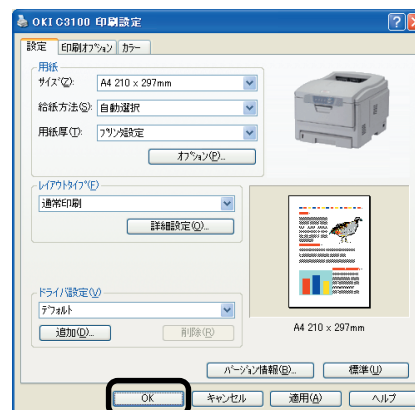 OKI C3100 印刷設定
設定 印刷オプション カラー
用紙
サイズ(Z): A4 210 x 297mm
給紙方法(S): 自動選択
用紙厚(T): プリンタ設定
オプション(P)...
レイアウトタイプ(E)
通常印刷
詳細設定(O)...
ドライバ設定(V)
デフォルト
追加(D)... 削除(R)
A4 210 x 297mm
バージョン情報(B)... 標準(U)
OK キャンセル 適用(A) ヘルプ